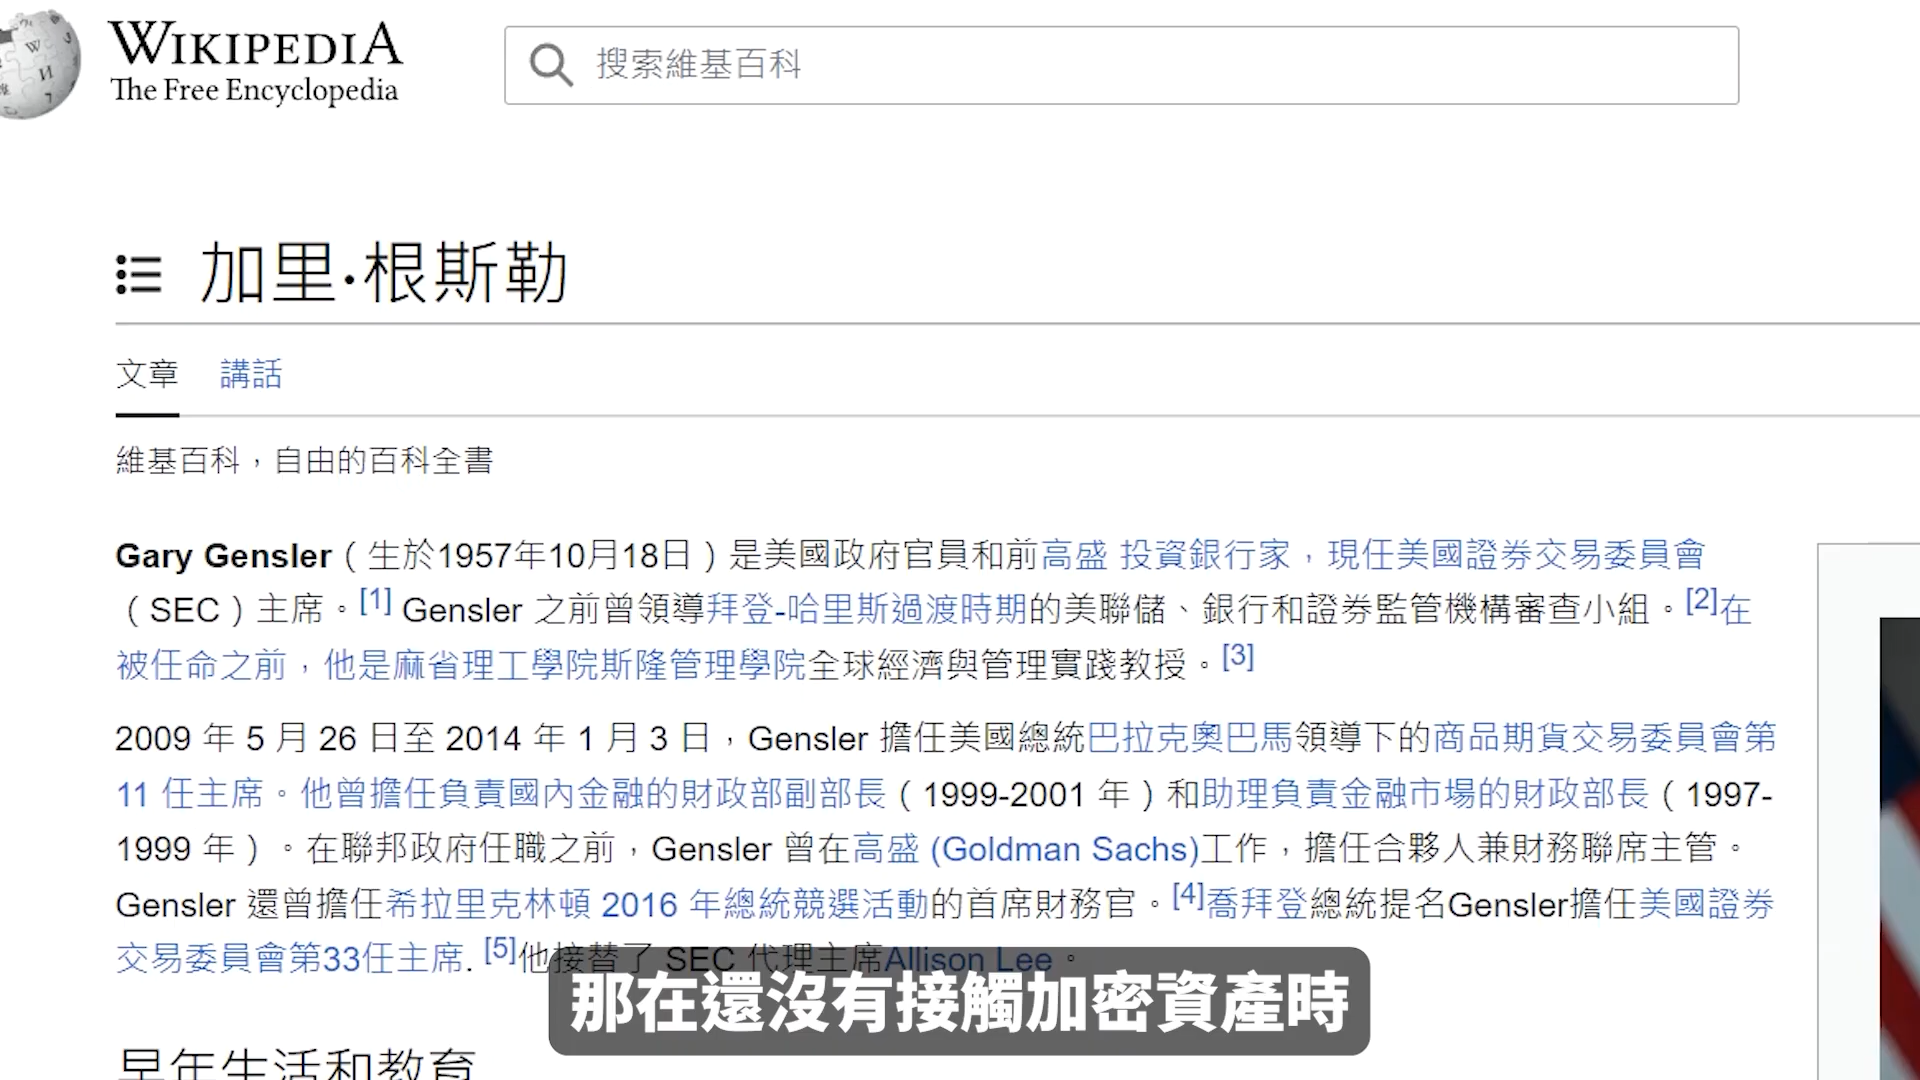 WIKIPEDIA
The Free Encyclopedia
搜索維基百科
加里·根斯勒
文章 講話
維基百科，自由的百科全書
Gary Gensler（生於1957年10月18日）是美國政府官員和前高盛 投資銀行家，現任美國證券交易委員會
（SEC）主席。[1] Gensler 之前曾領導拜登-哈里斯過渡時期的美聯儲、銀行和證券監管機構審查小組。[2]在
被任命之前，他是麻省理工學院斯隆管理學院全球經濟與管理實踐教授。[3]
2009 年 5 月 26 日至 2014 年 1 月 3 日，Gensler 擔任美國總統巴拉克奧巴馬領導下的商品期貨交易委員會第
11 任主席。他曾擔任負責國內金融的財政部副部長（1999-2001 年）和助理負責金融市場的財政部長（1997-
1999 年）。在聯邦政府任職之前，Gensler 曾在高盛 (Goldman Sachs)工作，擔任合夥人兼財務聯席主管。
Gensler 還曾擔任希拉里克林頓 2016 年總統競選活動的首席財務官。[4]喬拜登總統提名Gensler擔任美國證券
交易委員會第33任主席. [5]他接替了 SEC 代理主席Allison Lee。
那在還沒有接觸加密資產時
早年生活和教育